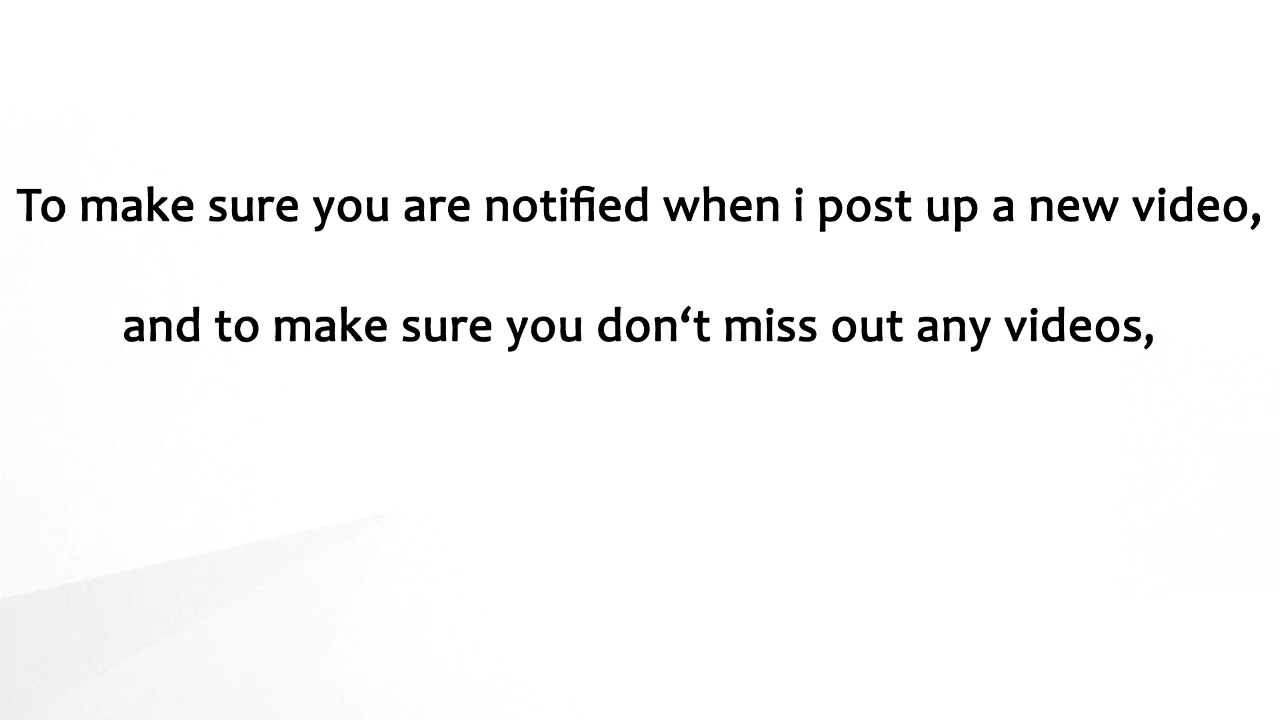 To make sure you are notified when i post up a new video,
and to make sure you don‘t miss out any videos,